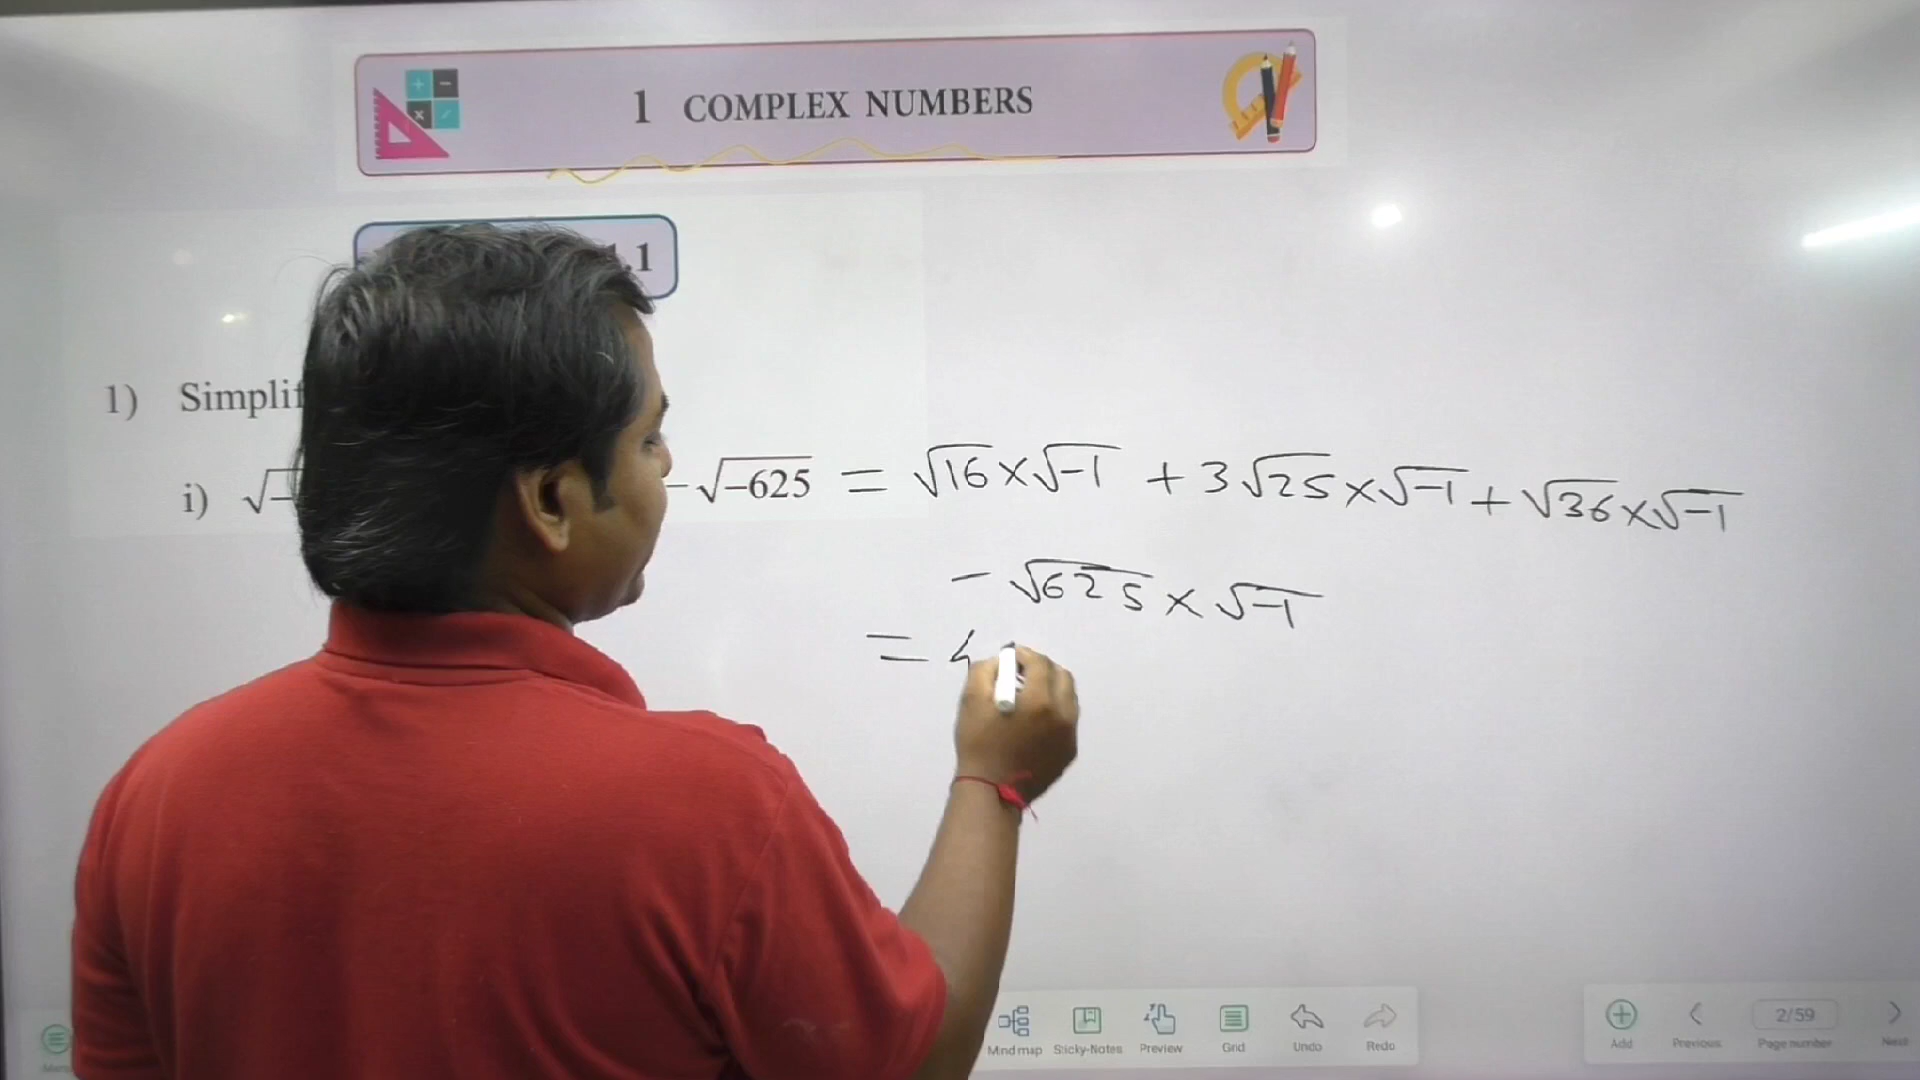 1 COMPLEX NUMBERS
.1
1) Simplif
i) √- -√-625 = √16×√-1 + 3√25×√-1 + √36×√-1
- √625×√-1
= 4
Mind map Sticky-Notes Preview Grid Undo Redo Add Previous 2/59 Page number Next